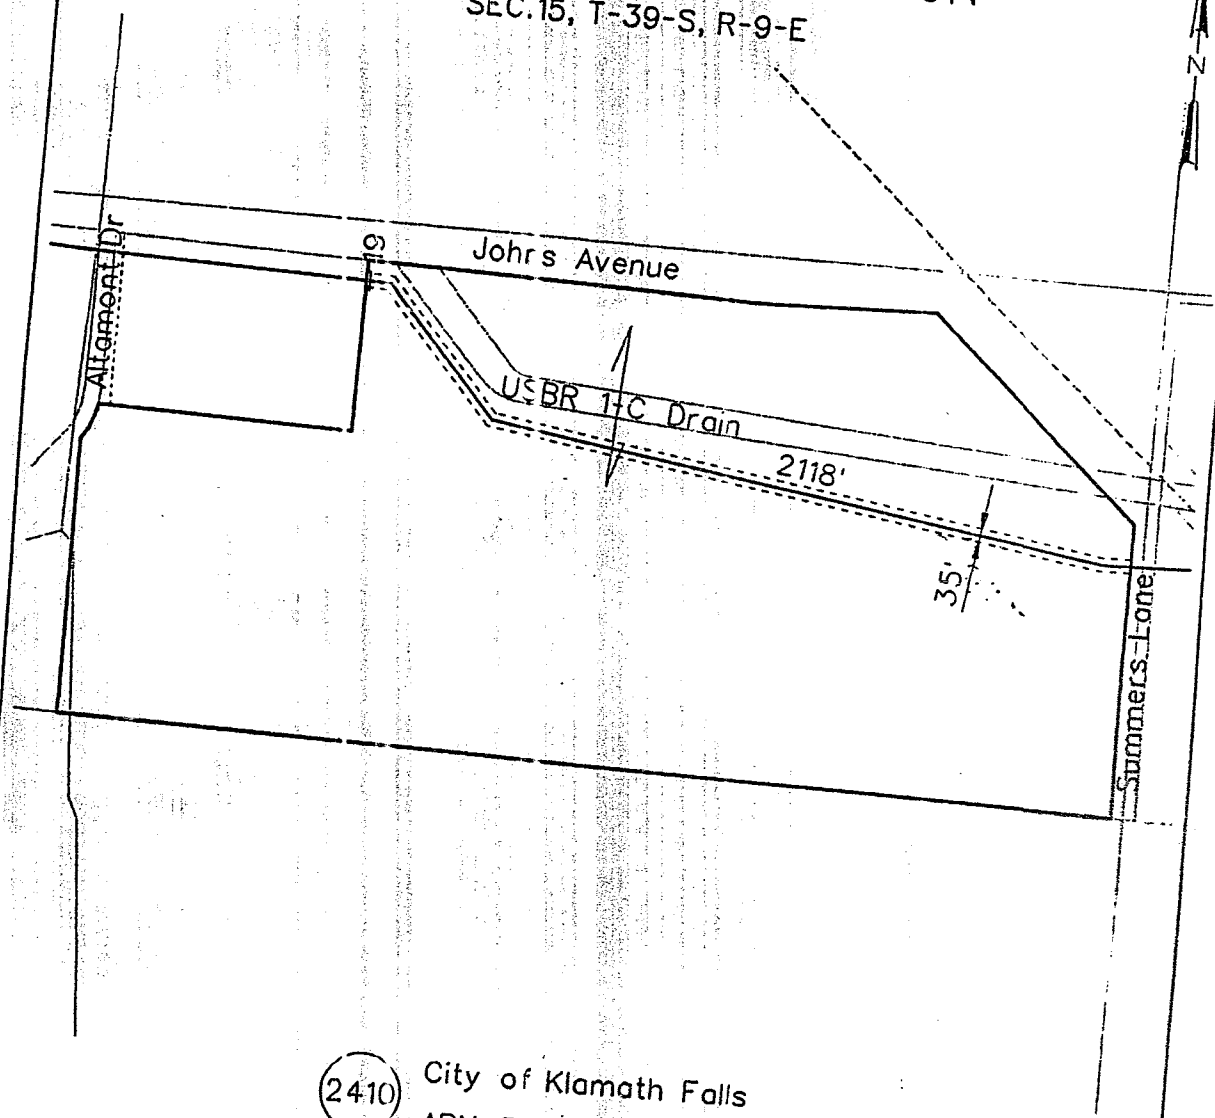 SEC.15, T-39-S, R-9-E
N
Johrs Avenue
19
Altamont Dr
USBR 1-C Drain
2118'
35'
Summers Lane
2410
City of Klamath Falls